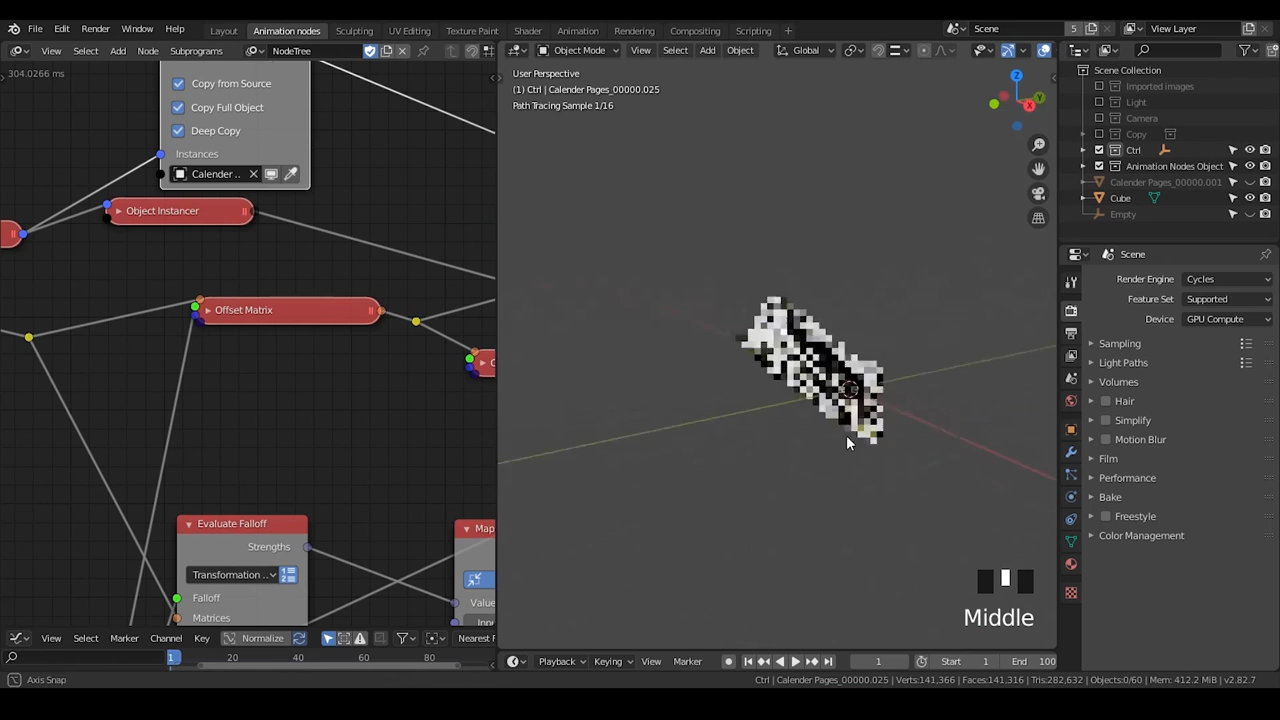 File Edit Render Window Help Layout Animation nodes Sculpting UV Editing Texture Paint Shader Animation Rendering Compositing Scripting + Scene 5 View Layer
View Select Add Node Subprograms NodeTree Object Mode View Select Add Object Global
304.0266 ms
Copy from Source
Copy Full Object
Deep Copy
Instances
Calender ..
Object Instancer
Offset Matrix
Evaluate Falloff
Strengths
Transformation ..
Falloff
Matrices
Map
Value
User Perspective
(1) Ctrl | Calender Pages_00000.025
Path Tracing Sample 1/16
Z
Y
X
Middle
Scene Collection
Imported images
Light
Camera
Copy
Ctrl
Animation Nodes Object
Calender Pages_00000.001
Cube
Empty
Scene
Render Engine Cycles
Feature Set Supported
Device GPU Compute
Sampling
Light Paths
Volumes
Hair
Simplify
Motion Blur
Film
Performance
Bake
Freestyle
Color Management
View Select Marker Channel Key Normalize Nearest F
1 20 40 60 80
Playback Keying View Marker 1 Start 1 End 100
Axis Snap
Ctrl | Calender Pages_00000.025 | Verts:141,366 | Faces:141,316 | Tris:282,632 | Objects:0/60 | Mem: 412.2 MiB | v2.82.7